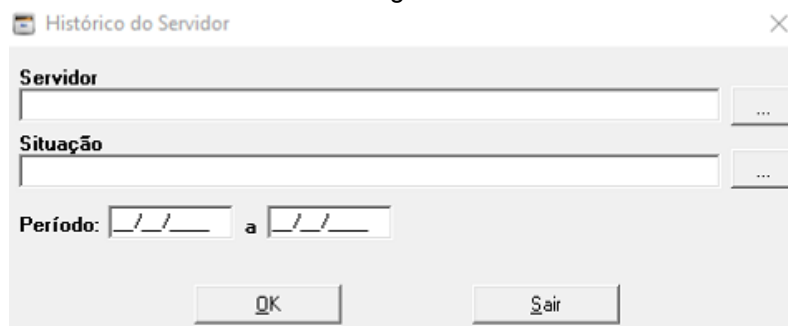 Histórico do Servidor
Servidor
...
Situação
...
Período: __/__/____ a __/__/____
OK Sair